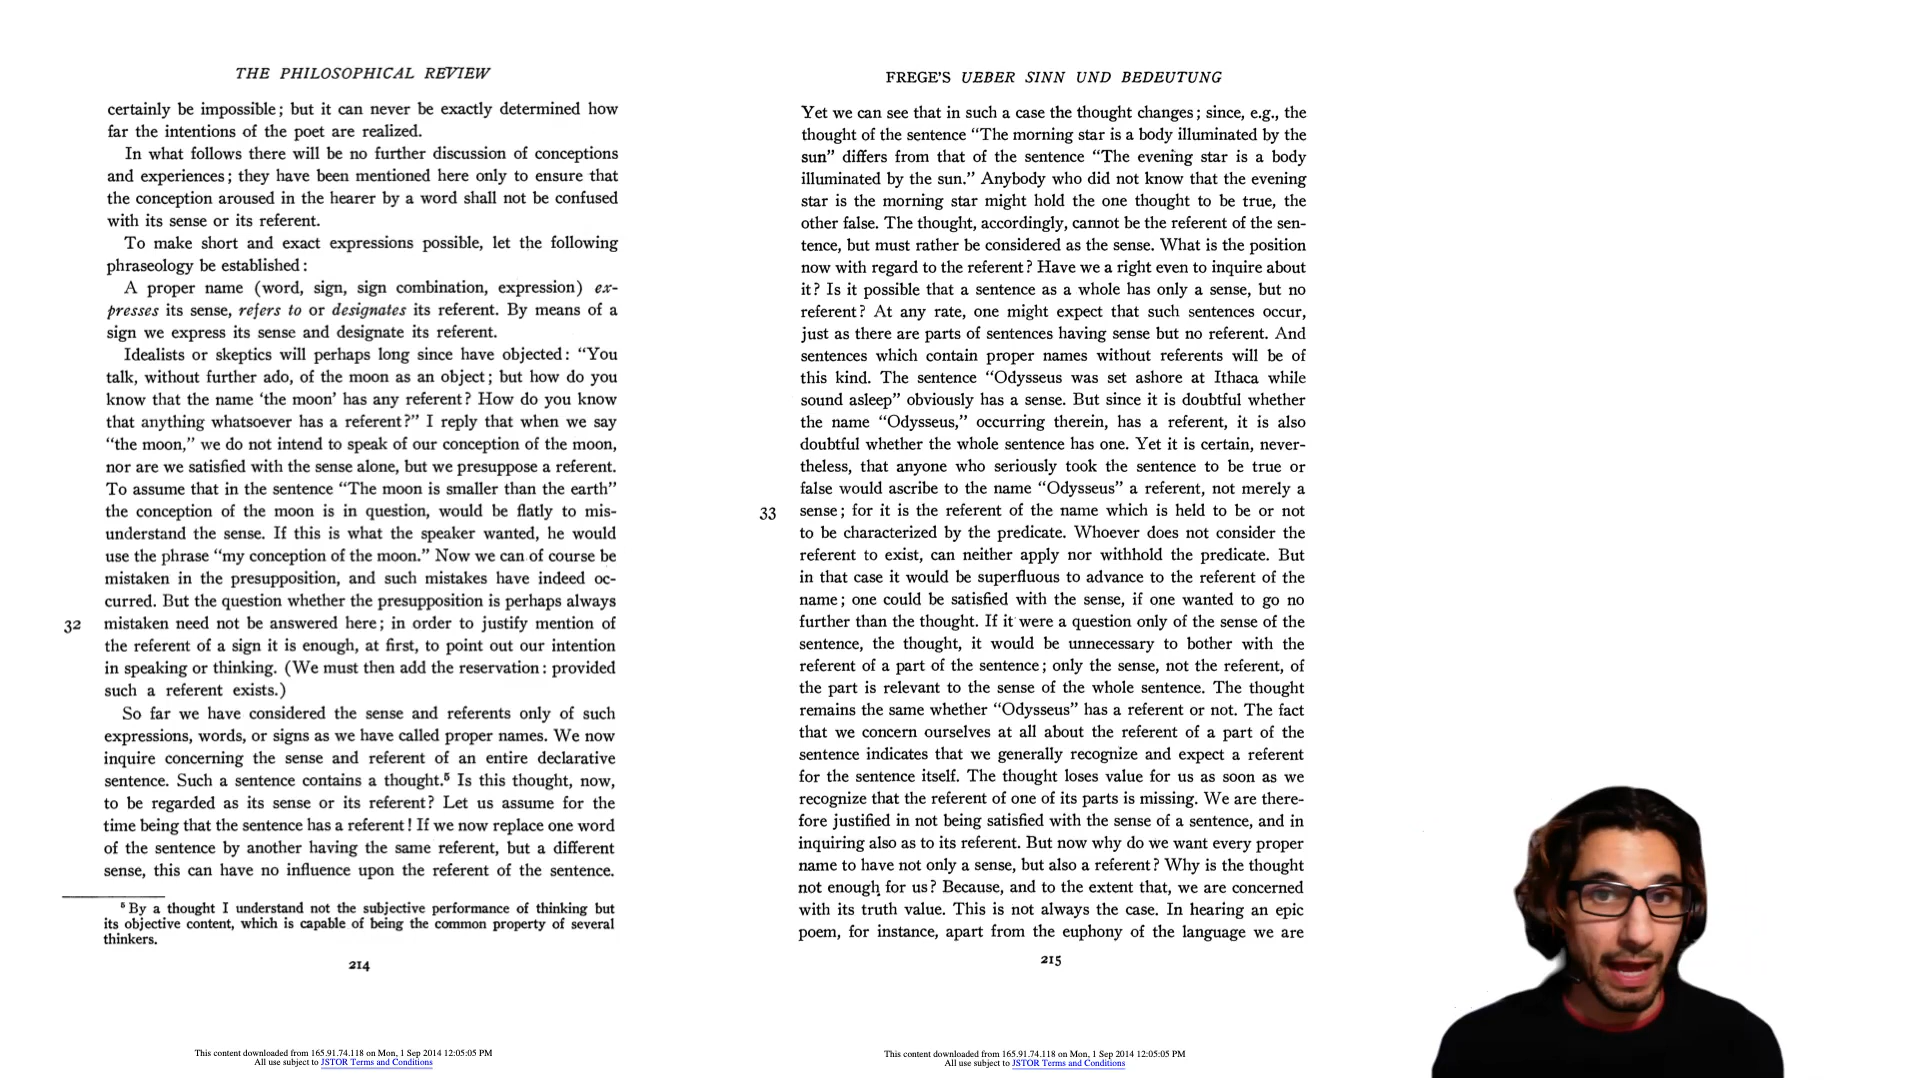 THE PHILOSOPHICAL REVIEW
certainly be impossible; but it can never be exactly determined how
far the intentions of the poet are realized.
In what follows there will be no further discussion of conceptions
and experiences; they have been mentioned here only to ensure that
the conception aroused in the hearer by a word shall not be confused
with its sense or its referent.
To make short and exact expressions possible, let the following
phraseology be established:
A proper name (word, sign, sign combination, expression) ex-
presses its sense, refers to or designates its referent. By means of a
sign we express its sense and designate its referent.
Idealists or skeptics will perhaps long since have objected: “You
talk, without further ado, of the moon as an object; but how do you
know that the name ‘the moon’ has any referent? How do you know
that anything whatsoever has a referent?” I reply that when we say
“the moon,” we do not intend to speak of our conception of the moon,
nor are we satisfied with the sense alone, but we presuppose a referent.
To assume that in the sentence “The moon is smaller than the earth”
the conception of the moon is in question, would be flatly to mis-
understand the sense. If this is what the speaker wanted, he would
use the phrase “my conception of the moon.” Now we can of course be
mistaken in the presupposition, and such mistakes have indeed oc-
curred. But the question whether the presupposition is perhaps always
32 mistaken need not be answered here; in order to justify mention of
the referent of a sign it is enough, at first, to point out our intention
in speaking or thinking. (We must then add the reservation: provided
such a referent exists.)
So far we have considered the sense and referents only of such
expressions, words, or signs as we have called proper names. We now
inquire concerning the sense and referent of an entire declarative
sentence. Such a sentence contains a thought.⁵ Is this thought, now,
to be regarded as its sense or its referent? Let us assume for the
time being that the sentence has a referent! If we now replace one word
of the sentence by another having the same referent, but a different
sense, this can have no influence upon the referent of the sentence.
⁵ By a thought I understand not the subjective performance of thinking but
its objective content, which is capable of being the common property of several
thinkers.
214
This content downloaded from 165.91.74.118 on Mon, 1 Sep 2014 12:05:05 PM
All use subject to JSTOR Terms and Conditions
FREGE'S UEBER SINN UND BEDEUTUNG
Yet we can see that in such a case the thought changes; since, e.g., the
thought of the sentence “The morning star is a body illuminated by the
sun” differs from that of the sentence “The evening star is a body
illuminated by the sun.” Anybody who did not know that the evening
star is the morning star might hold the one thought to be true, the
other false. The thought, accordingly, cannot be the referent of the sen-
tence, but must rather be considered as the sense. What is the position
now with regard to the referent? Have we a right even to inquire about
it? Is it possible that a sentence as a whole has only a sense, but no
referent? At any rate, one might expect that such sentences occur,
just as there are parts of sentences having sense but no referent. And
sentences which contain proper names without referents will be of
this kind. The sentence “Odysseus was set ashore at Ithaca while
sound asleep” obviously has a sense. But since it is doubtful whether
the name “Odysseus,” occurring therein, has a referent, it is also
doubtful whether the whole sentence has one. Yet it is certain, never-
theless, that anyone who seriously took the sentence to be true or
false would ascribe to the name “Odysseus” a referent, not merely a
33 sense; for it is the referent of the name which is held to be or not
to be characterized by the predicate. Whoever does not consider the
referent to exist, can neither apply nor withhold the predicate. But
in that case it would be superfluous to advance to the referent of the
name; one could be satisfied with the sense, if one wanted to go no
further than the thought. If it were a question only of the sense of the
sentence, the thought, it would be unnecessary to bother with the
referent of a part of the sentence; only the sense, not the referent, of
the part is relevant to the sense of the whole sentence. The thought
remains the same whether “Odysseus” has a referent or not. The fact
that we concern ourselves at all about the referent of a part of the
sentence indicates that we generally recognize and expect a referent
for the sentence itself. The thought loses value for us as soon as we
recognize that the referent of one of its parts is missing. We are there-
fore justified in not being satisfied with the sense of a sentence, and in
inquiring also as to its referent. But now why do we want every proper
name to have not only a sense, but also a referent? Why is the thought
not enough for us? Because, and to the extent that, we are concerned
with its truth value. This is not always the case. In hearing an epic
poem, for instance, apart from the euphony of the language we are
215
This content downloaded from 165.91.74.118 on Mon, 1 Sep 2014 12:05:05 PM
All use subject to JSTOR Terms and Conditions